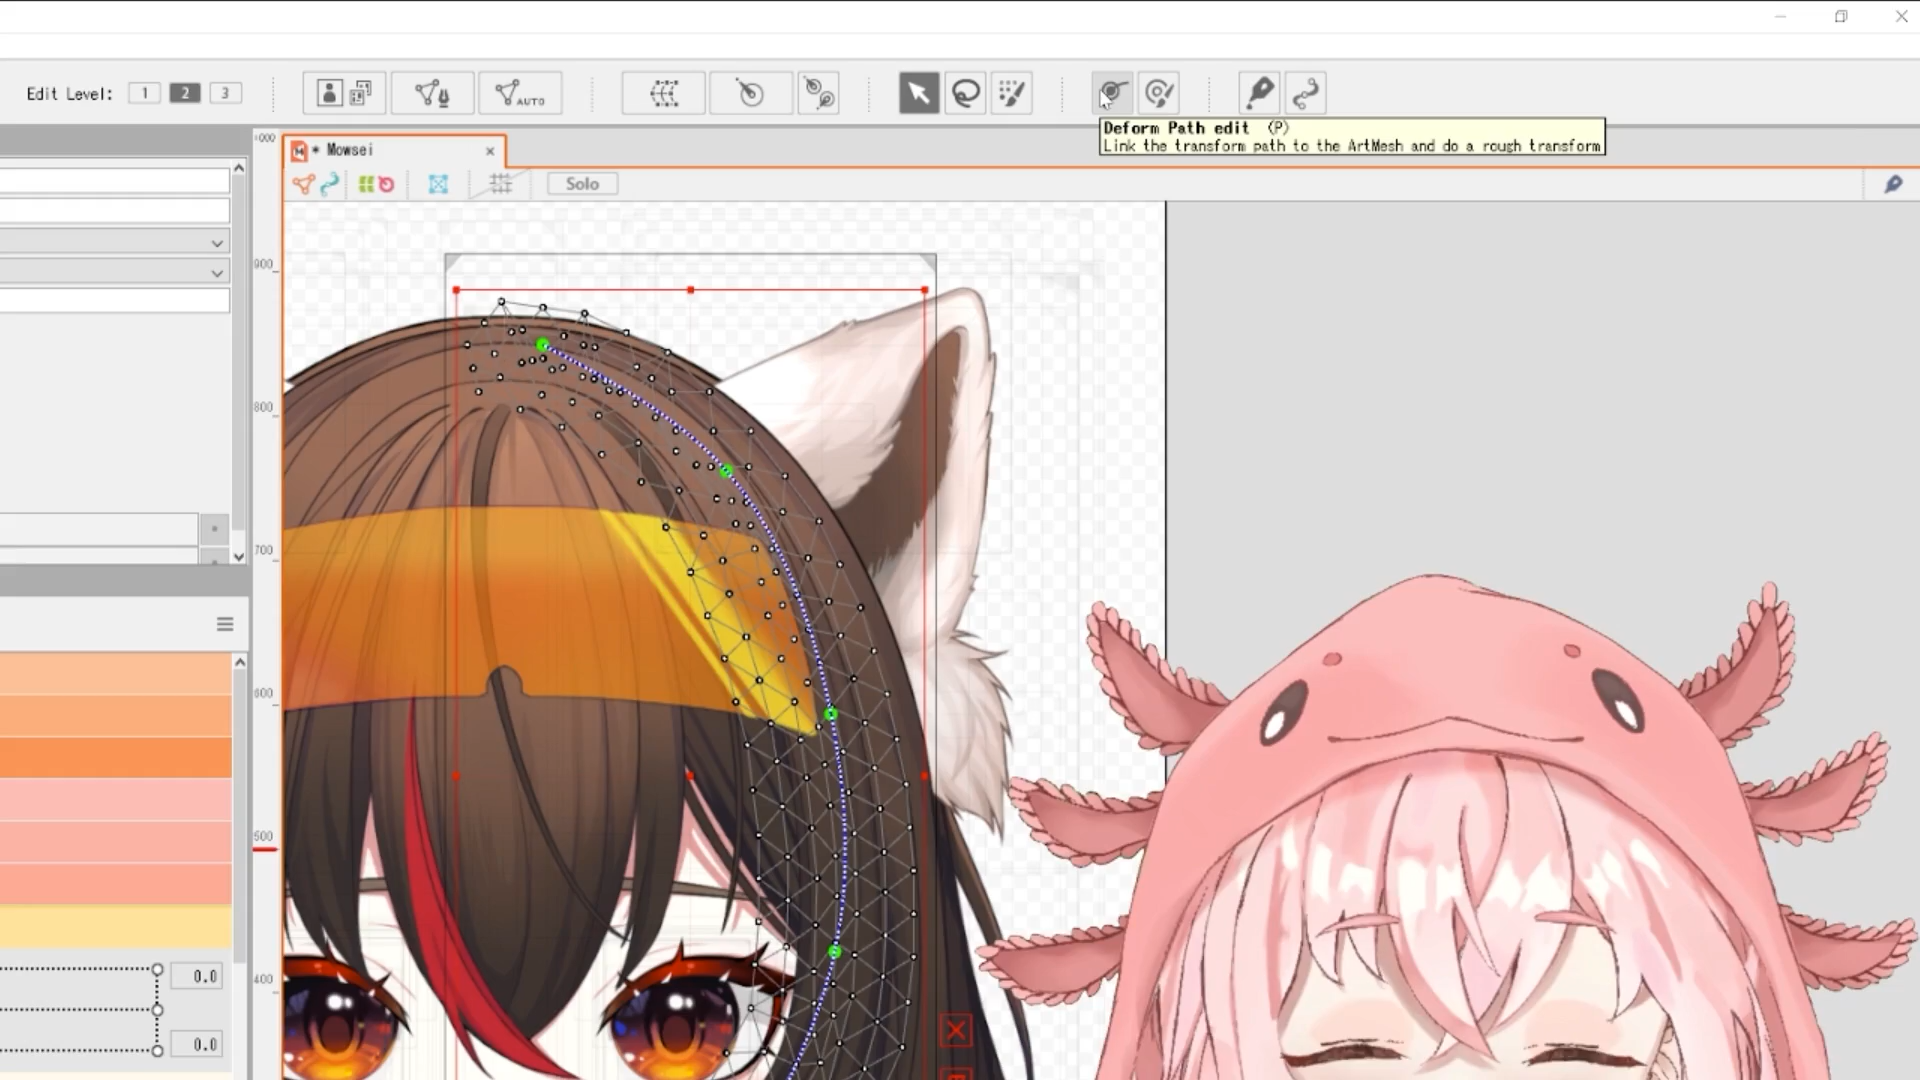 Edit Level: 1 2 3
AUTO
Deform Path edit (P)
Link the transform path to the ArtMesh and do a rough transform
* Mowsei
Solo
1000
900
800
700
600
500
400
0.0
0.0